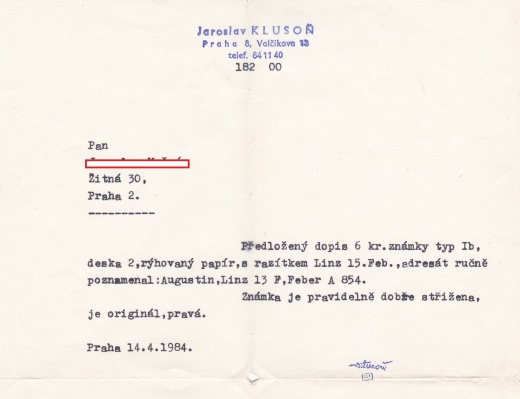 Jaroslav KLUSOŇ
Praha 8, Valčíkova 13
telef. 841140
182 00
Pan
Žitná 30,
Praha 2.
----------
Předložený dopis 6 kr.známky typ Ib,
deska 2,rýhovaný papír,s razítkem Linz 15.Feb.,adresát ručně
poznamenal:Augustin,Linz 13 F,Feber A 854.
Známka je pravidelně dobře střižena,
je originál,pravá.
Praha 14.4.1984.